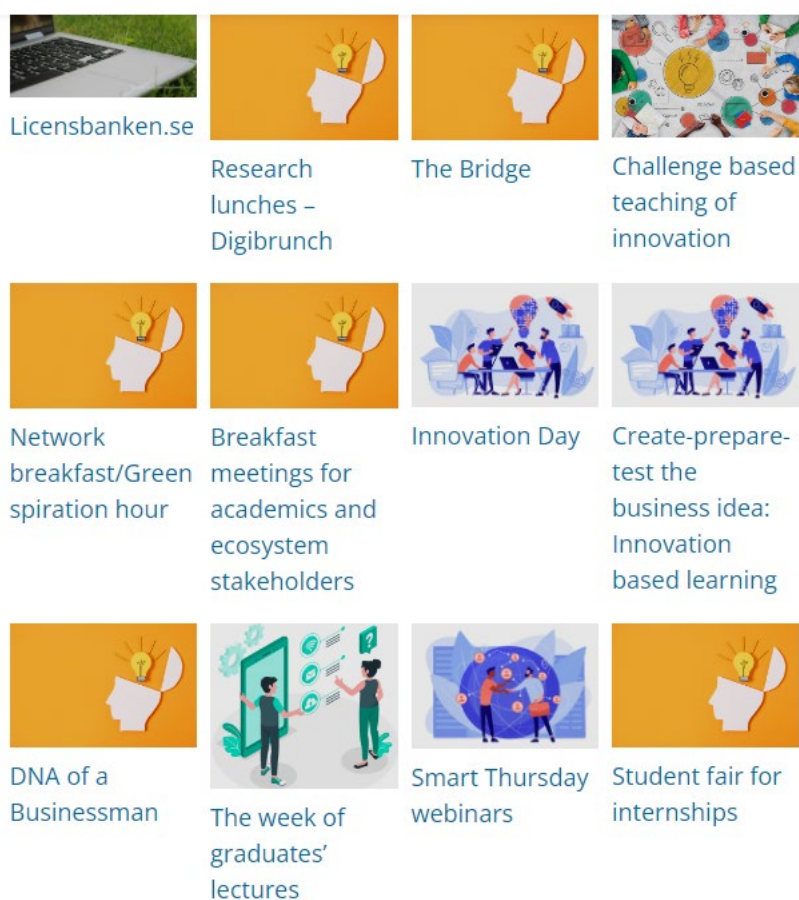 Licensbanken.se
Research
lunches –
Digibrunch
The Bridge
Challenge based
teaching of
innovation
Network
breakfast/Green
spiration hour
Breakfast
meetings for
academics and
ecosystem
stakeholders
Innovation Day
Create-prepare-
test the
business idea:
Innovation
based learning
DNA of a
Businessman
The week of
graduates’
lectures
Smart Thursday
webinars
Student fair for
internships